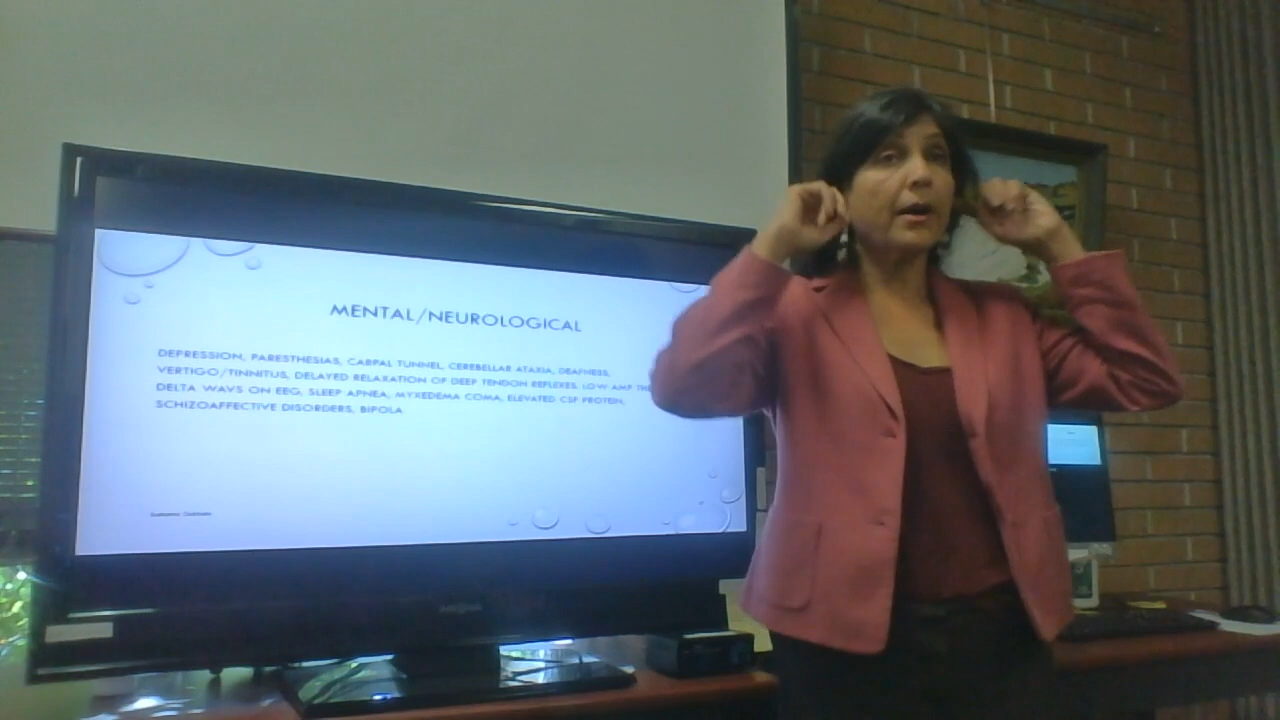 MENTAL/NEUROLOGICAL
DEPRESSION, PARESTHESIAS, CARPAL TUNNEL, CEREBELLAR ATAXIA, DEAFNESS,
VERTIGO/TINNITUS, DELAYED RELAXATION OF DEEP TENDON REFLEXES. LOW AMP
DELTA WAVS ON EEG, SLEEP APNEA, MYXEDEMA COMA, ELEVATED CSF PROTEIN,
SCHIZOAFFECTIVE DISORDERS, BIPOLA